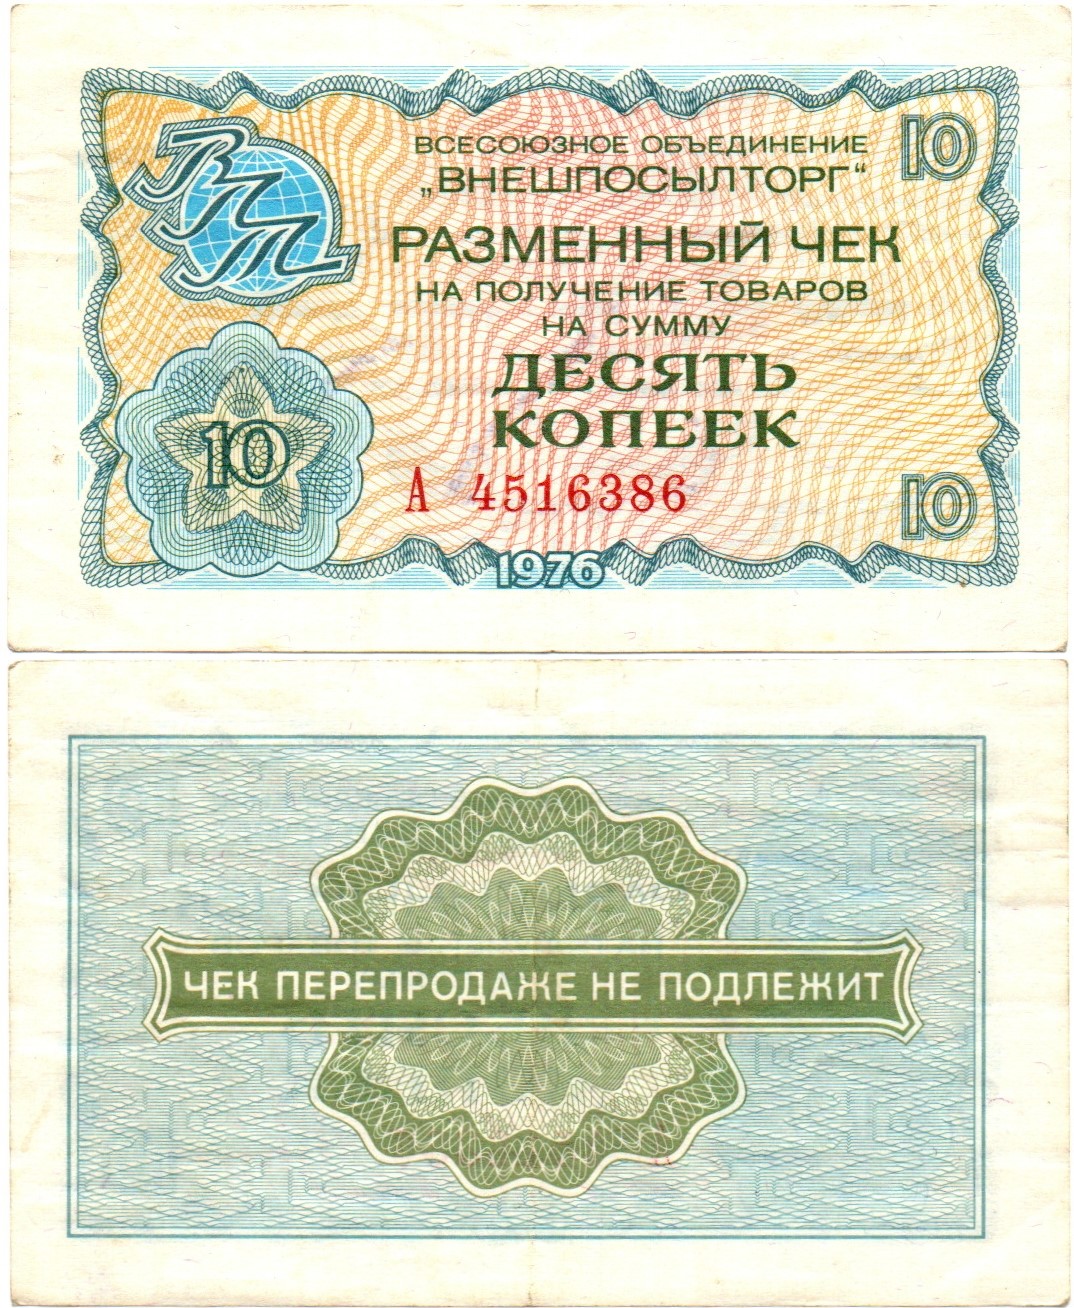 ВПТ
ВСЕСОЮЗНОЕ ОБЪЕДИНЕНИЕ
„ВНЕШПОСЫЛТОРГ“
10
РАЗМЕННЫЙ ЧЕК
НА ПОЛУЧЕНИЕ ТОВАРОВ
НА СУММУ
ДЕСЯТЬ
КОПЕЕК
10
А 4516386
10
1976
ЧЕК ПЕРЕПРОДАЖЕ НЕ ПОДЛЕЖИТ